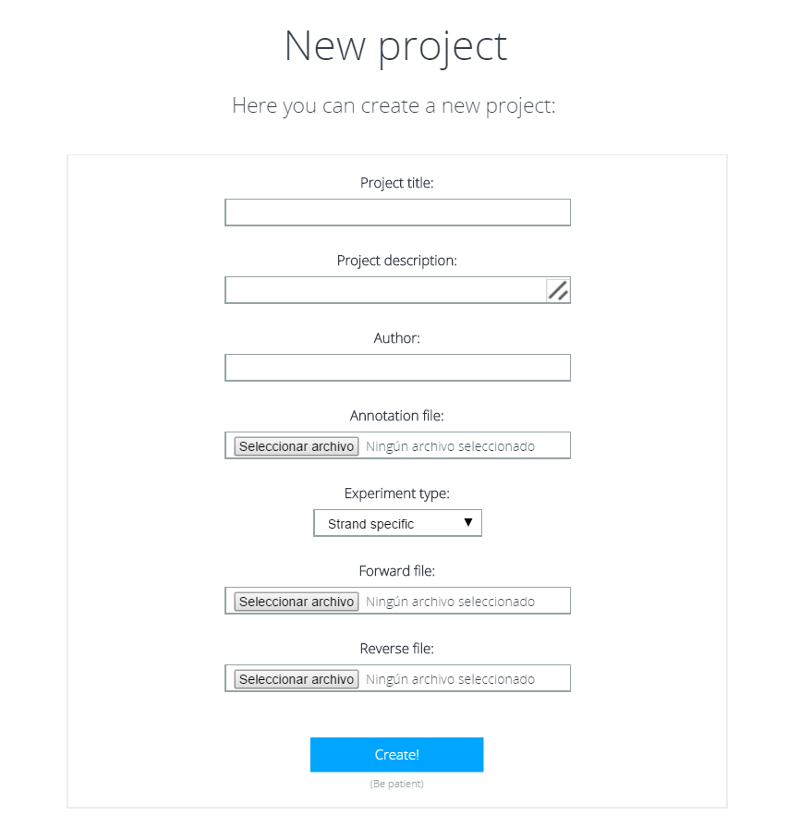 New project
Here you can create a new project:
Project title:
Project description:
Author:
Annotation file:
Seleccionar archivo Ningún archivo seleccionado
Experiment type:
Strand specific
Forward file:
Seleccionar archivo Ningún archivo seleccionado
Reverse file:
Seleccionar archivo Ningún archivo seleccionado
Create!
(Be patient)